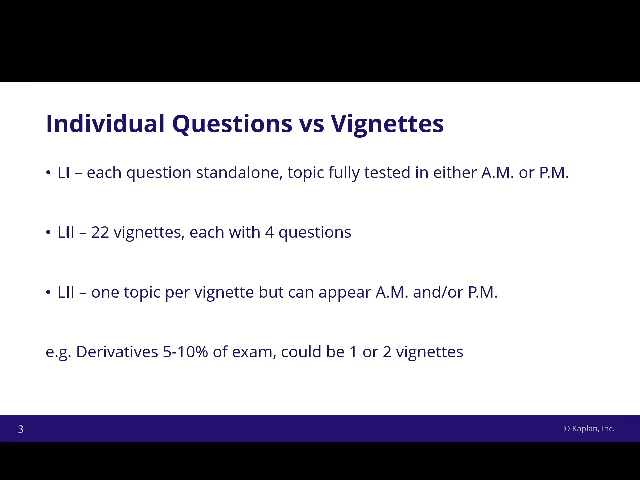 Individual Questions vs Vignettes
• LI – each question standalone, topic fully tested in either A.M. or P.M.
• LII – 22 vignettes, each with 4 questions
• LII – one topic per vignette but can appear A.M. and/or P.M.
e.g. Derivatives 5-10% of exam, could be 1 or 2 vignettes
3
© Kaplan, Inc.